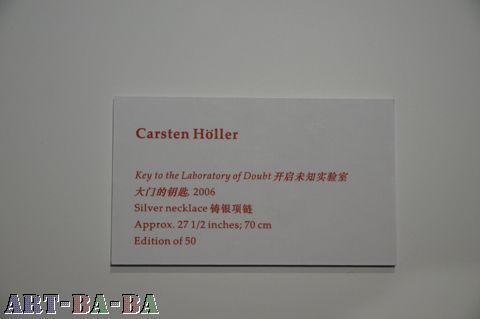 Carsten Höller
Key to the Laboratory of Doubt 开启未知实验室
大门的钥匙, 2006
Silver necklace 铸银项链
Approx. 27 1/2 inches; 70 cm
Edition of 50
ART-BA-BA